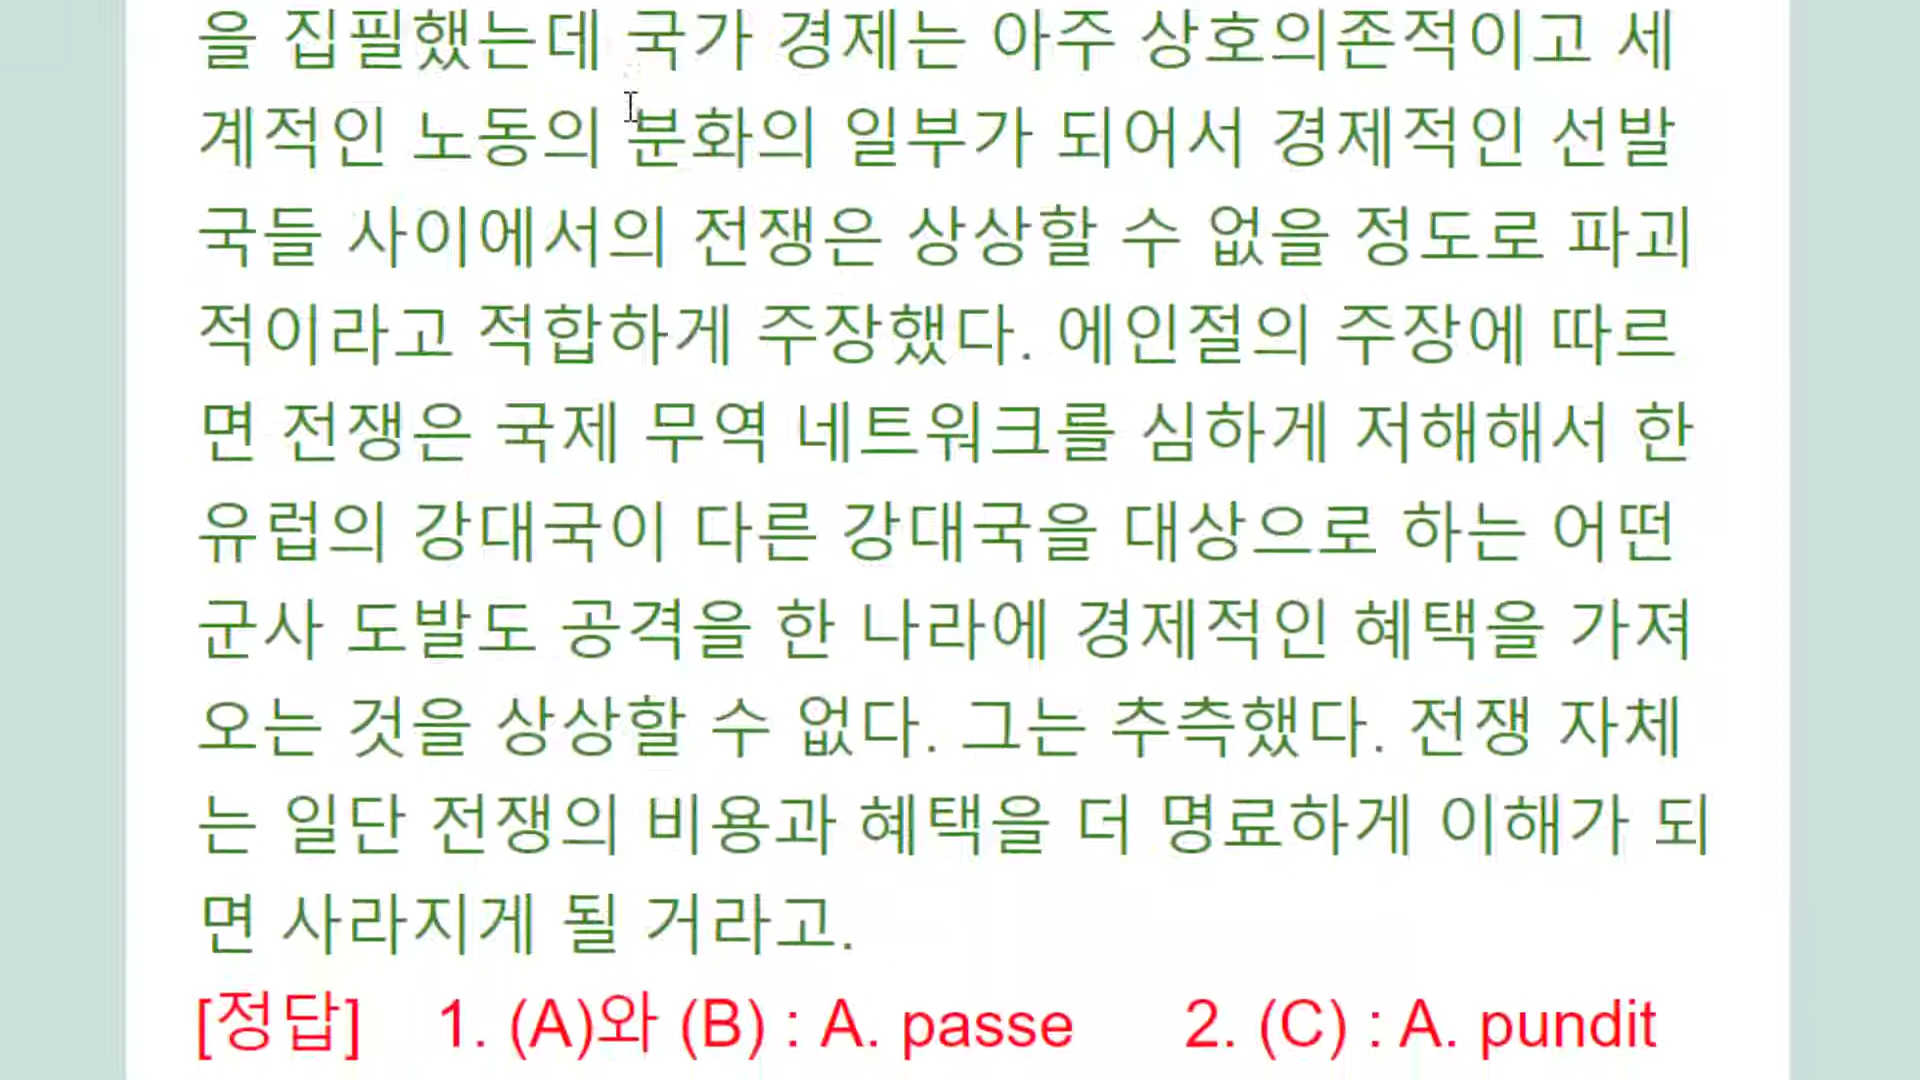 을 집필했는데 국가 경제는 아주 상호의존적이고 세
계적인 노동의 분화의 일부가 되어서 경제적인 선발
국들 사이에서의 전쟁은 상상할 수 없을 정도로 파괴
적이라고 적합하게 주장했다. 에인절의 주장에 따르
면 전쟁은 국제 무역 네트워크를 심하게 저해해서 한
유럽의 강대국이 다른 강대국을 대상으로 하는 어떤
군사 도발도 공격을 한 나라에 경제적인 혜택을 가져
오는 것을 상상할 수 없다. 그는 추측했다. 전쟁 자체
는 일단 전쟁의 비용과 혜택을 더 명료하게 이해가 되
면 사라지게 될 거라고.
[정답] 1. (A)와 (B) : A. passe 2. (C) : A. pundit